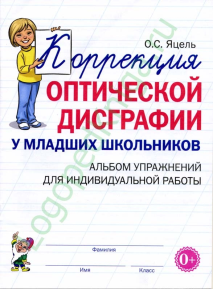 О.С. Яцель
Коррекция
ОПТИЧЕСКОЙ
ДИСГРАФИИ
У МЛАДШИХ ШКОЛЬНИКОВ
АЛЬБОМ УПРАЖНЕНИЙ
ДЛЯ ИНДИВИДУАЛЬНОЙ РАБОТЫ
Фамилия
Имя Класс
0+